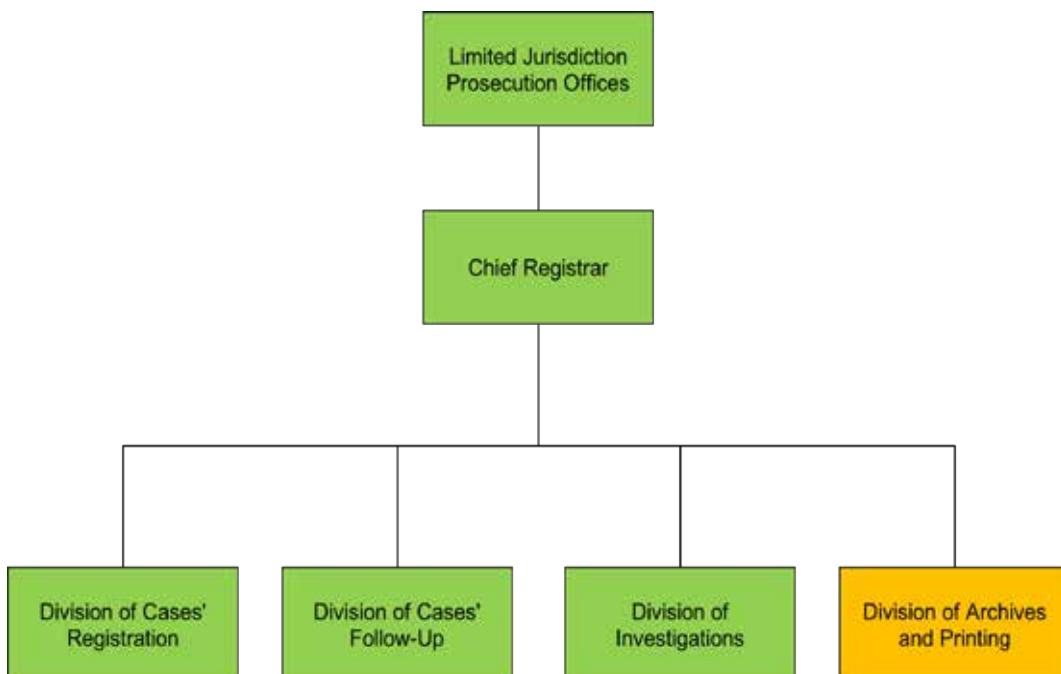 Limited Jurisdiction
Prosecution Offices
Chief Registrar
Division of Cases'
Registration
Division of Cases'
Follow-Up
Division of
Investigations
Division of Archives
and Printing